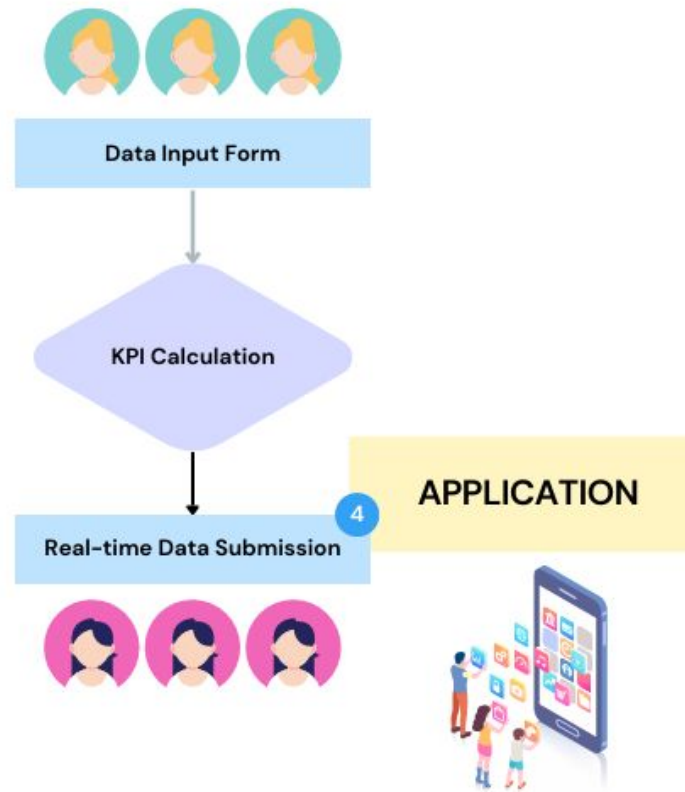 Data Input Form
KPI Calculation
APPLICATION
4
Real-time Data Submission